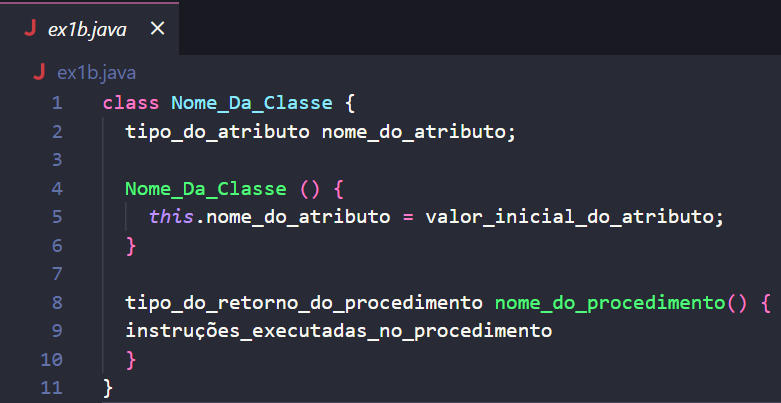 ex1b.java
ex1b.java
1 class Nome_Da_Classe {
2 tipo_do_atributo nome_do_atributo;
3
4 Nome_Da_Classe () {
5 this.nome_do_atributo = valor_inicial_do_atributo;
6 }
7
8 tipo_do_retorno_do_procedimento nome_do_procedimento() {
9 instruções_executadas_no_procedimento
10 }
11 }